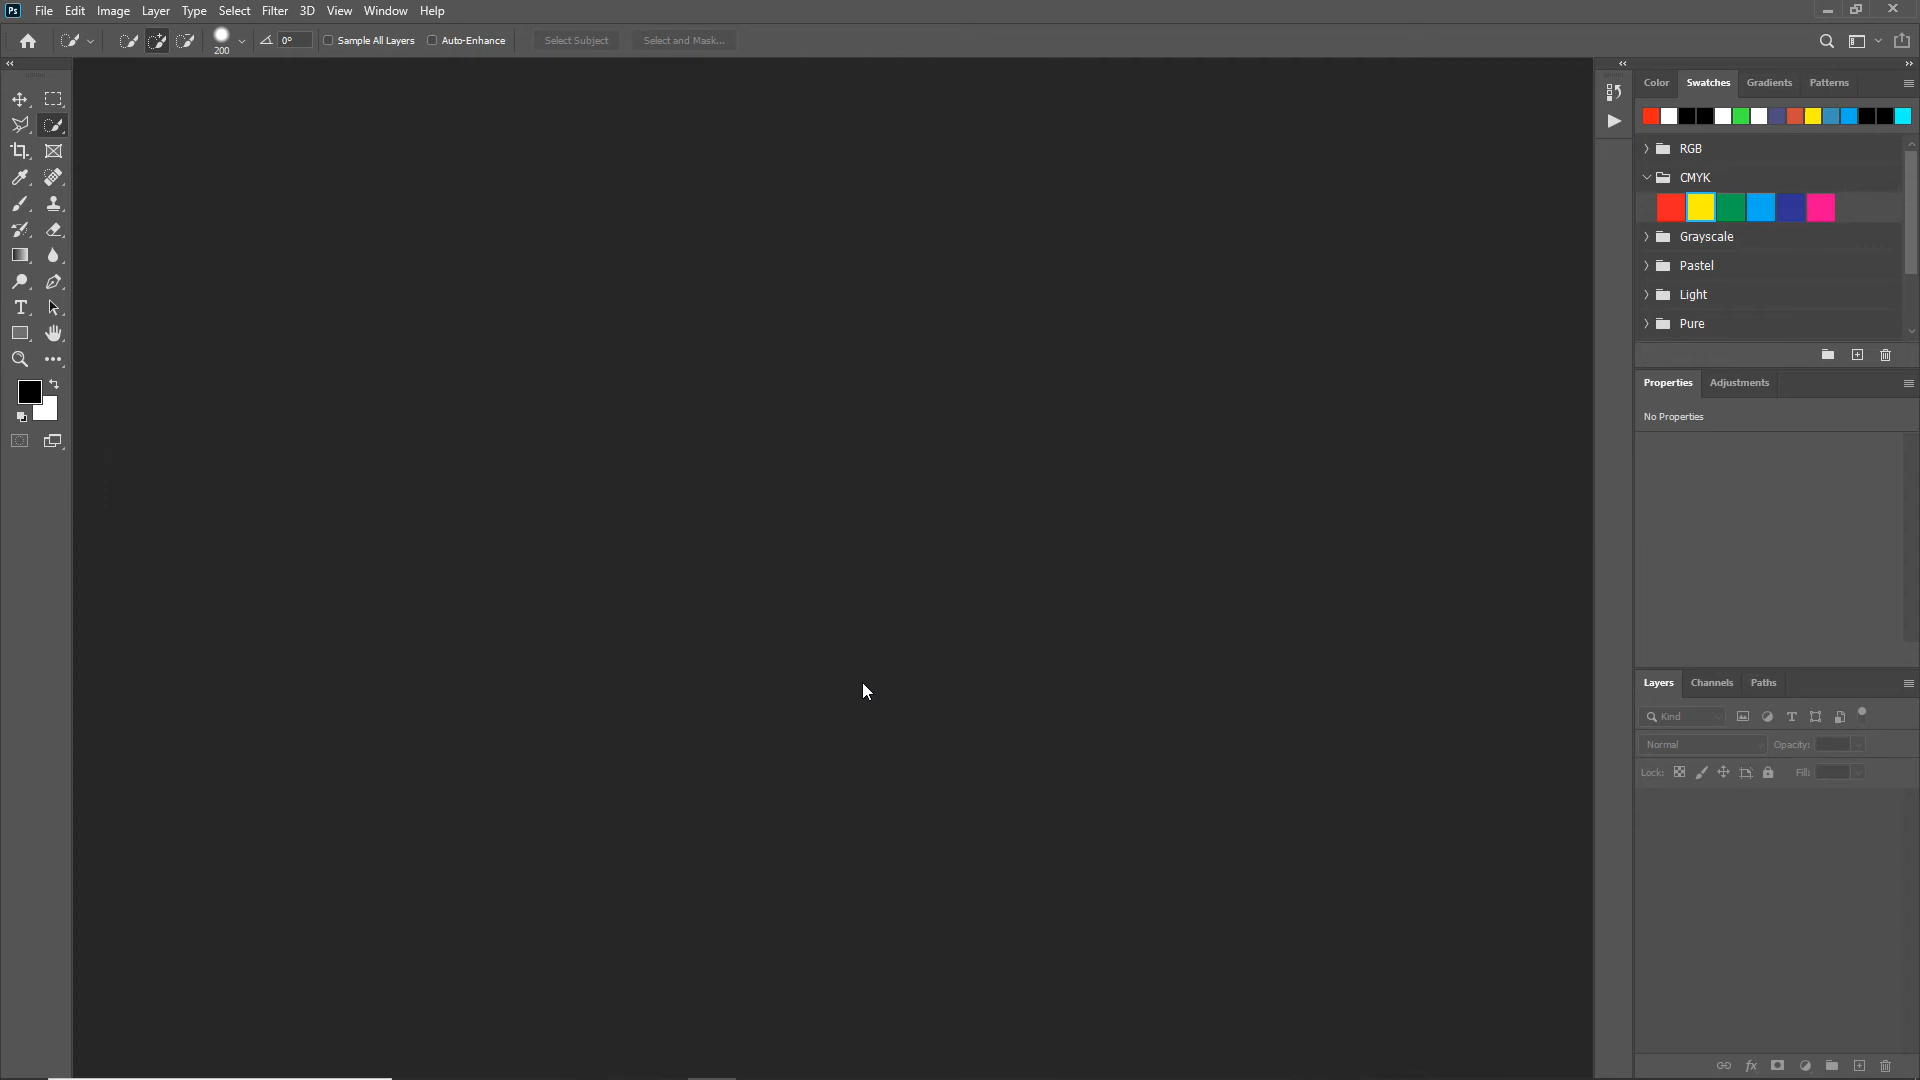 Ps File Edit Image Layer Type Select Filter 3D View Window Help
200 0° Sample All Layers Auto-Enhance Select Subject Select and Mask...
Color Swatches Gradients Patterns
RGB
CMYK
Grayscale
Pastel
Light
Pure
Properties Adjustments
No Properties
Layers Channels Paths
Kind
Normal Opacity:
Lock: Fill: